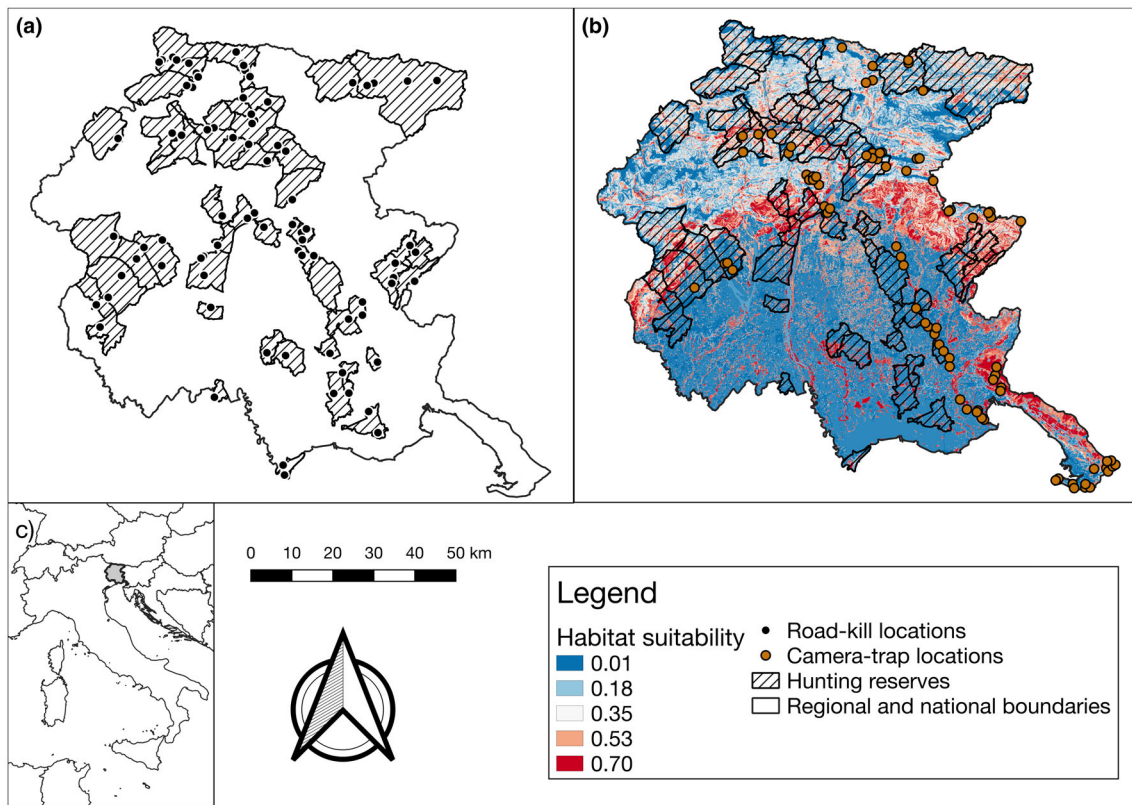 (a)
(b)
c)
0 10 20 30 40 50 km
Legend
Habitat suitability
0.01
0.18
0.35
0.53
0.70
Road-kill locations
Camera-trap locations
Hunting reserves
Regional and national boundaries